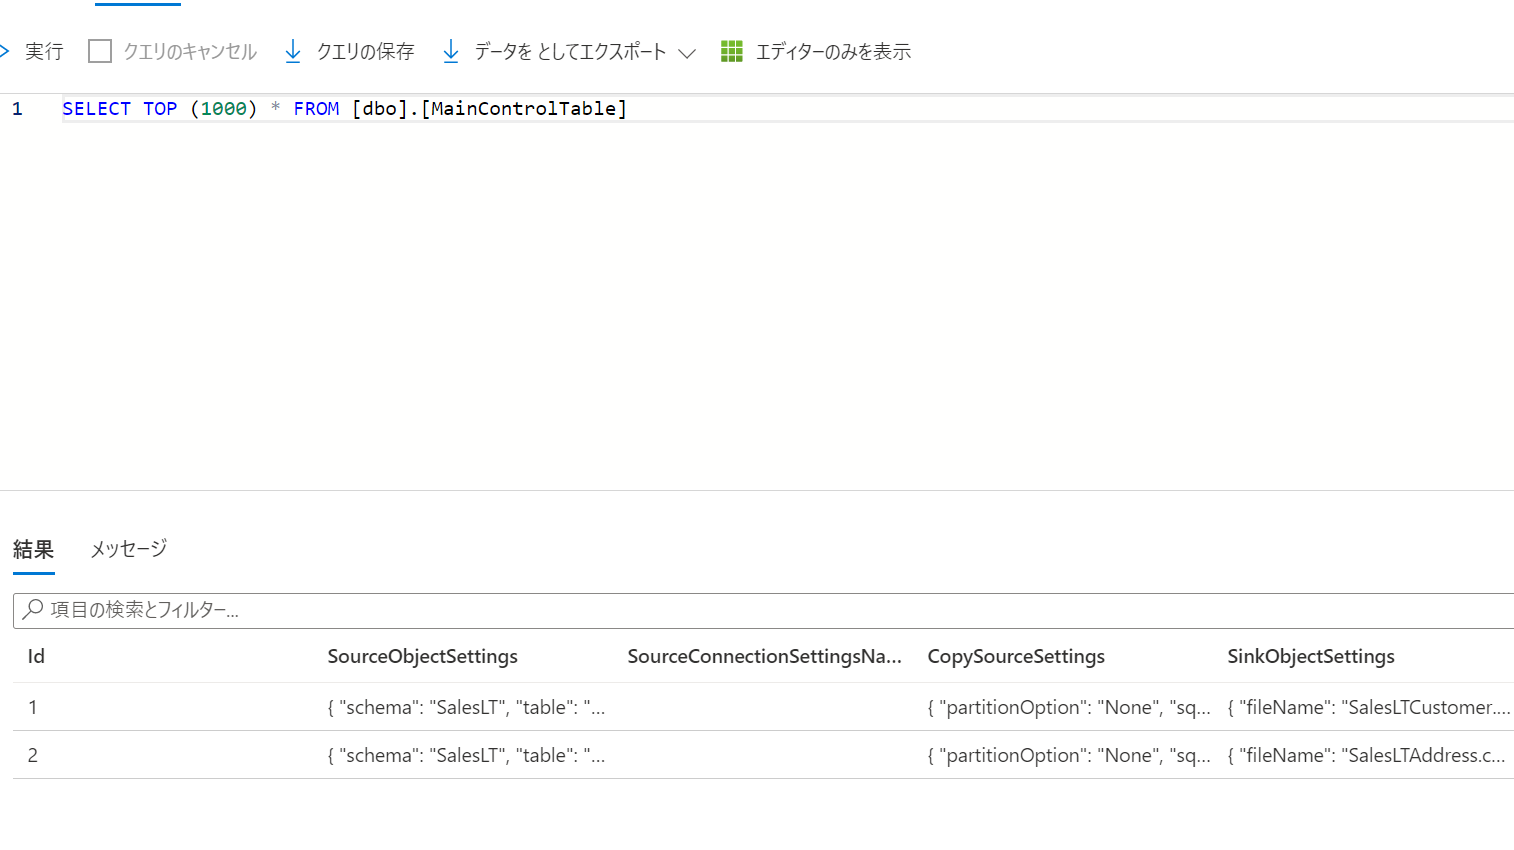 実行 クエリのキャンセル クエリの保存 データを としてエクスポート エディターのみを表示
1 SELECT TOP (1000) * FROM [dbo].[MainControlTable]
結果 メッセージ
項目の検索とフィルター...
Id SourceObjectSettings SourceConnectionSettingsNa... CopySourceSettings SinkObjectSettings
1 { "schema": "SalesLT", "table": "... { "partitionOption": "None", "sq... { "fileName": "SalesLTCustomer....
2 { "schema": "SalesLT", "table": "... { "partitionOption": "None", "sq... { "fileName": "SalesLTAddress.c...